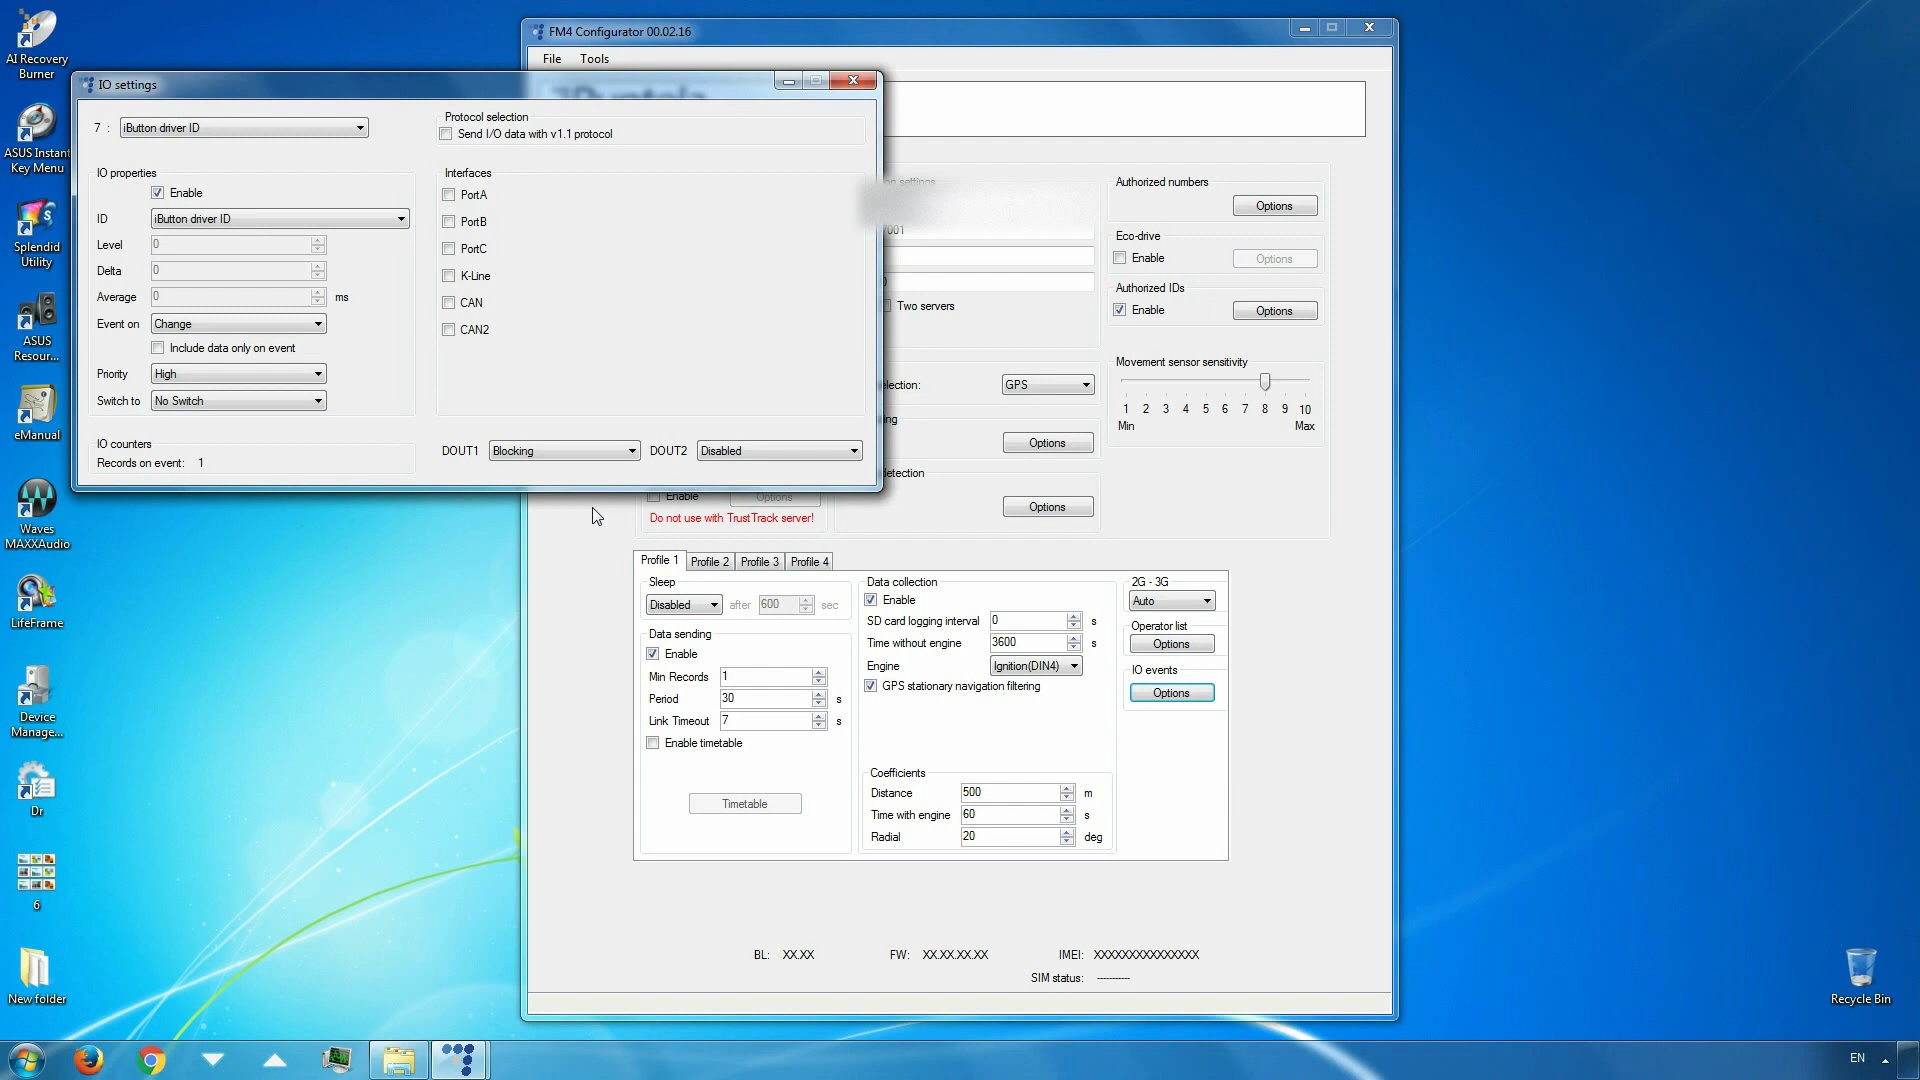 AI Recovery
Burner
ASUS Instant
Key Menu
Splendid
Utility
ASUS
Resour...
eManual
Waves
MAXXAudio
LifeFrame
Device
Manage...
Dr
6
New folder
FM4 Configurator 00.02.16
File Tools
IO settings
7 : iButton driver ID
IO properties
Enable
ID iButton driver ID
Level 0
Delta 0
Average 0 ms
Event on Change
Include data only on event
Priority High
Switch to No Switch
IO counters
Records on event: 1
Protocol selection
Send I/O data with v1.1 protocol
Interfaces
PortA
PortB
PortC
K-Line
CAN
CAN2
DOUT1 Blocking DOUT2 Disabled
Two servers
GPS
Options
Options
Enable Options
Do not use with TrustTrack server!
Authorized numbers
Options
Eco-drive
Enable Options
Authorized IDs
Enable Options
Movement sensor sensitivity
1 2 3 4 5 6 7 8 9 10
Min Max
Profile 1 Profile 2 Profile 3 Profile 4
Sleep
Disabled after 600 sec
Data sending
Enable
Min Records 1
Period 30 s
Link Timeout 7 s
Enable timetable
Timetable
Data collection
Enable
SD card logging interval 0 s
Time without engine 3600 s
Engine Ignition(DIN4)
GPS stationary navigation filtering
Coefficients
Distance 500 m
Time with engine 60 s
Radial 20 deg
2G - 3G
Auto
Operator list
Options
IO events
Options
BL: XX.XX FW: XX.XX.XX.XX IMEI: XXXXXXXXXXXXXXX
SIM status: -----------
Recycle Bin
EN